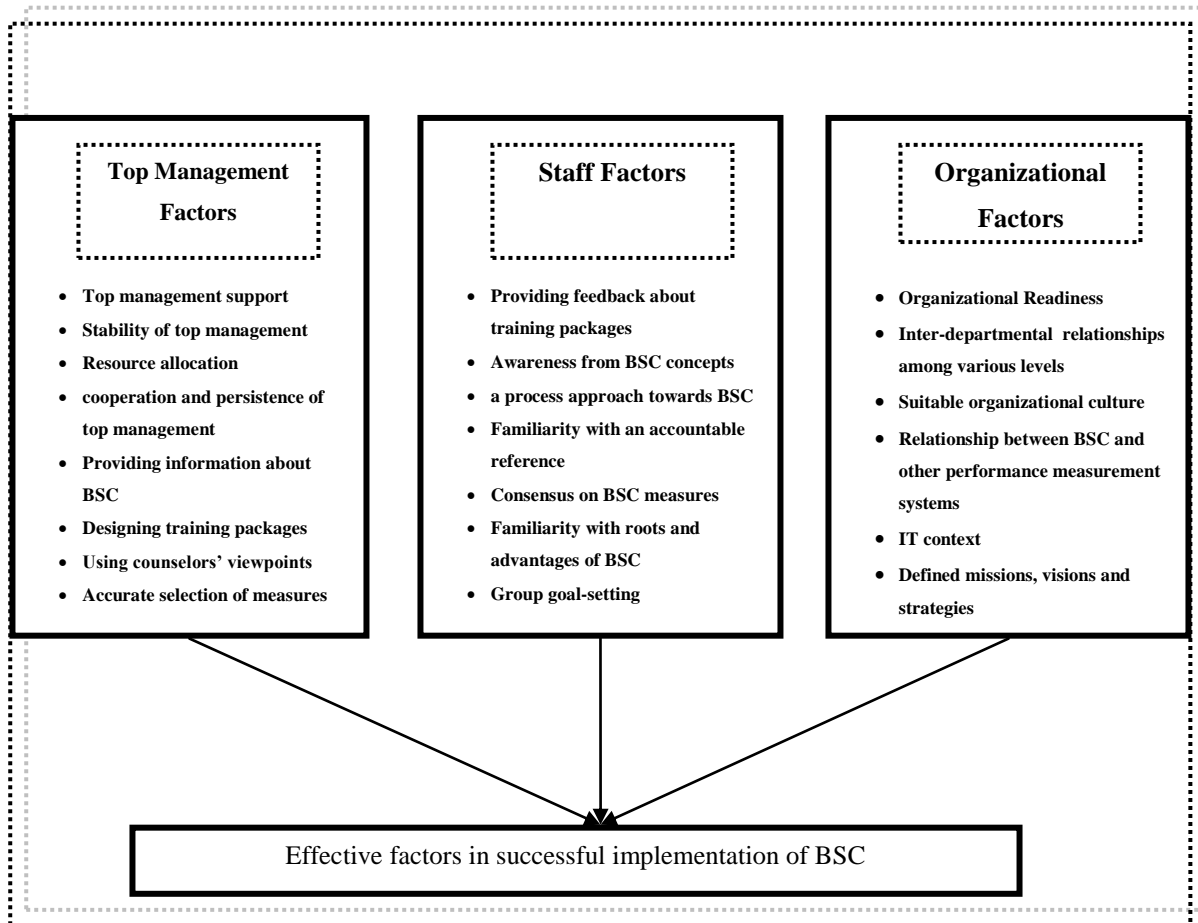 Top Management
Factors
• Top management support
• Stability of top management
• Resource allocation
• cooperation and persistence of
top management
• Providing information about
BSC
• Designing training packages
• Using counselors’ viewpoints
• Accurate selection of measures
Staff Factors
• Providing feedback about
training packages
• Awareness from BSC concepts
• a process approach towards BSC
• Familiarity with an accountable
reference
• Consensus on BSC measures
• Familiarity with roots and
advantages of BSC
• Group goal-setting
Organizational
Factors
• Organizational Readiness
• Inter-departmental relationships
among various levels
• Suitable organizational culture
• Relationship between BSC and
other performance measurement
systems
• IT context
• Defined missions, visions and
strategies
Effective factors in successful implementation of BSC